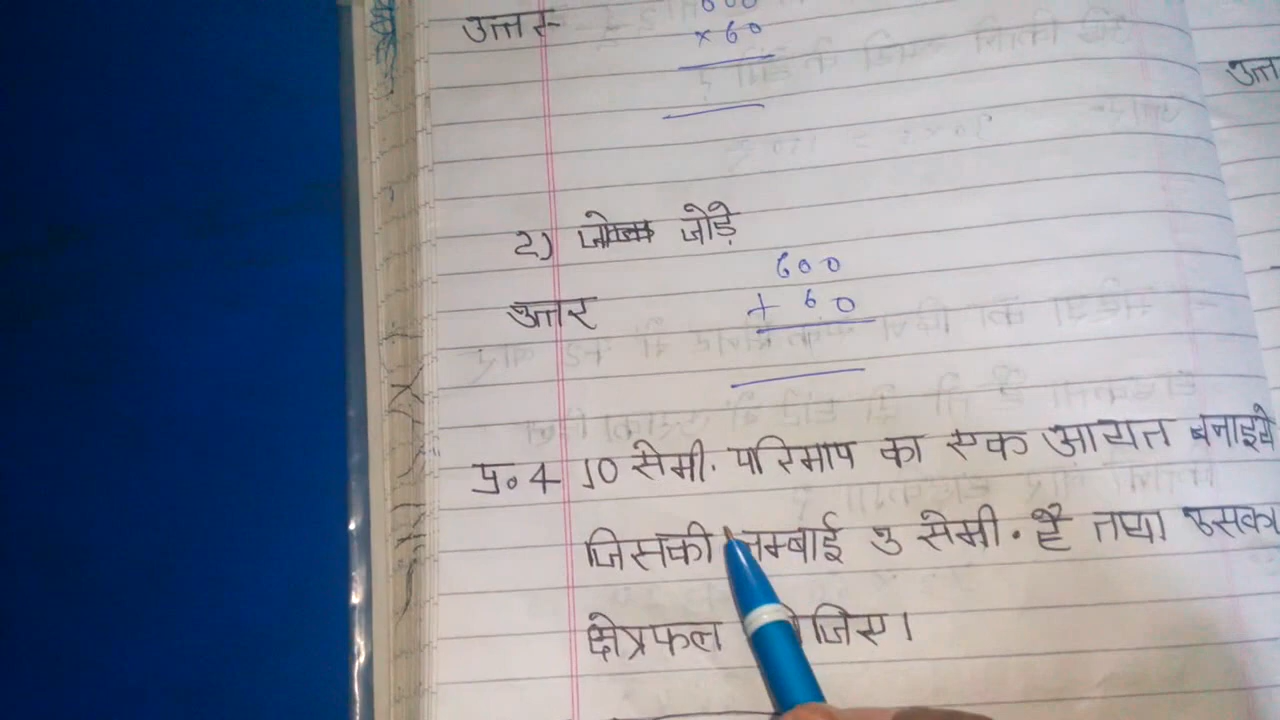 उत्तर
× 60
उत्त
2) जोड़े
600
उत्तर
+ 60
प्र॰ 4 10 सेमी. परिमाप का एक आयत बनाइये
जिसकी लम्बाई 3 सेमी. है तथा उसका
क्षेत्रफल जिए।